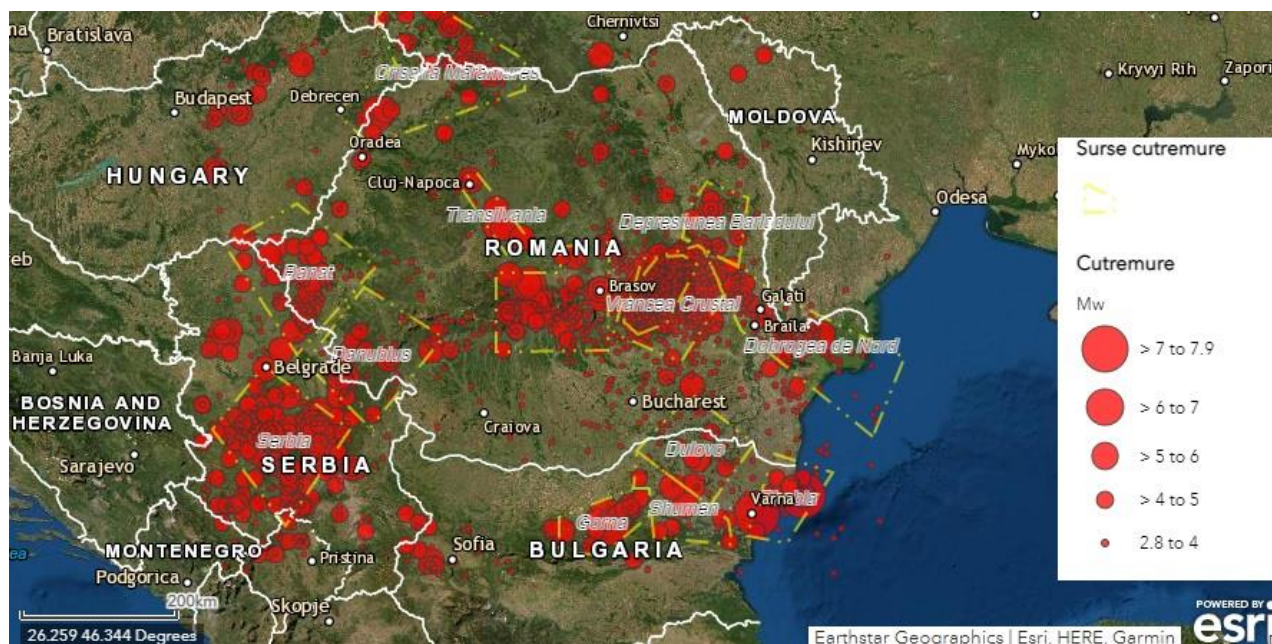 Chernivtsi
Bratislava
Kryvyi Rih
Zapori
Crisana Maramures
Budapest
Debrecen
MOLDOVA
Oradea
Kishinev
HUNGARY
Cluj-Napoca
Odesa
Transilvania
Depresiunea Barladului
ROMANIA
eb
Banat
Brasov
Vrancea Crustal
Galati
Braila
Dobrogea de Nord
Banja Luka
Danubius
Belgrade
BOSNIA AND
HERZEGOVINA
Bucharest
Craiova
Serbia
SERBIA
Sarajevo
Dulovo
Shumen
Varna
Gorna
BULGARIA
MONTENEGRO
Pristina
Sofia
Podgorica
Skopje
200km
26.259 46.344 Degrees
Surse cutremure
Cutremure
Mw
> 7 to 7.9
> 6 to 7
> 5 to 6
> 4 to 5
2.8 to 4
POWERED BY
esri
Earthstar Geographics | Esri, HERE, Garmin